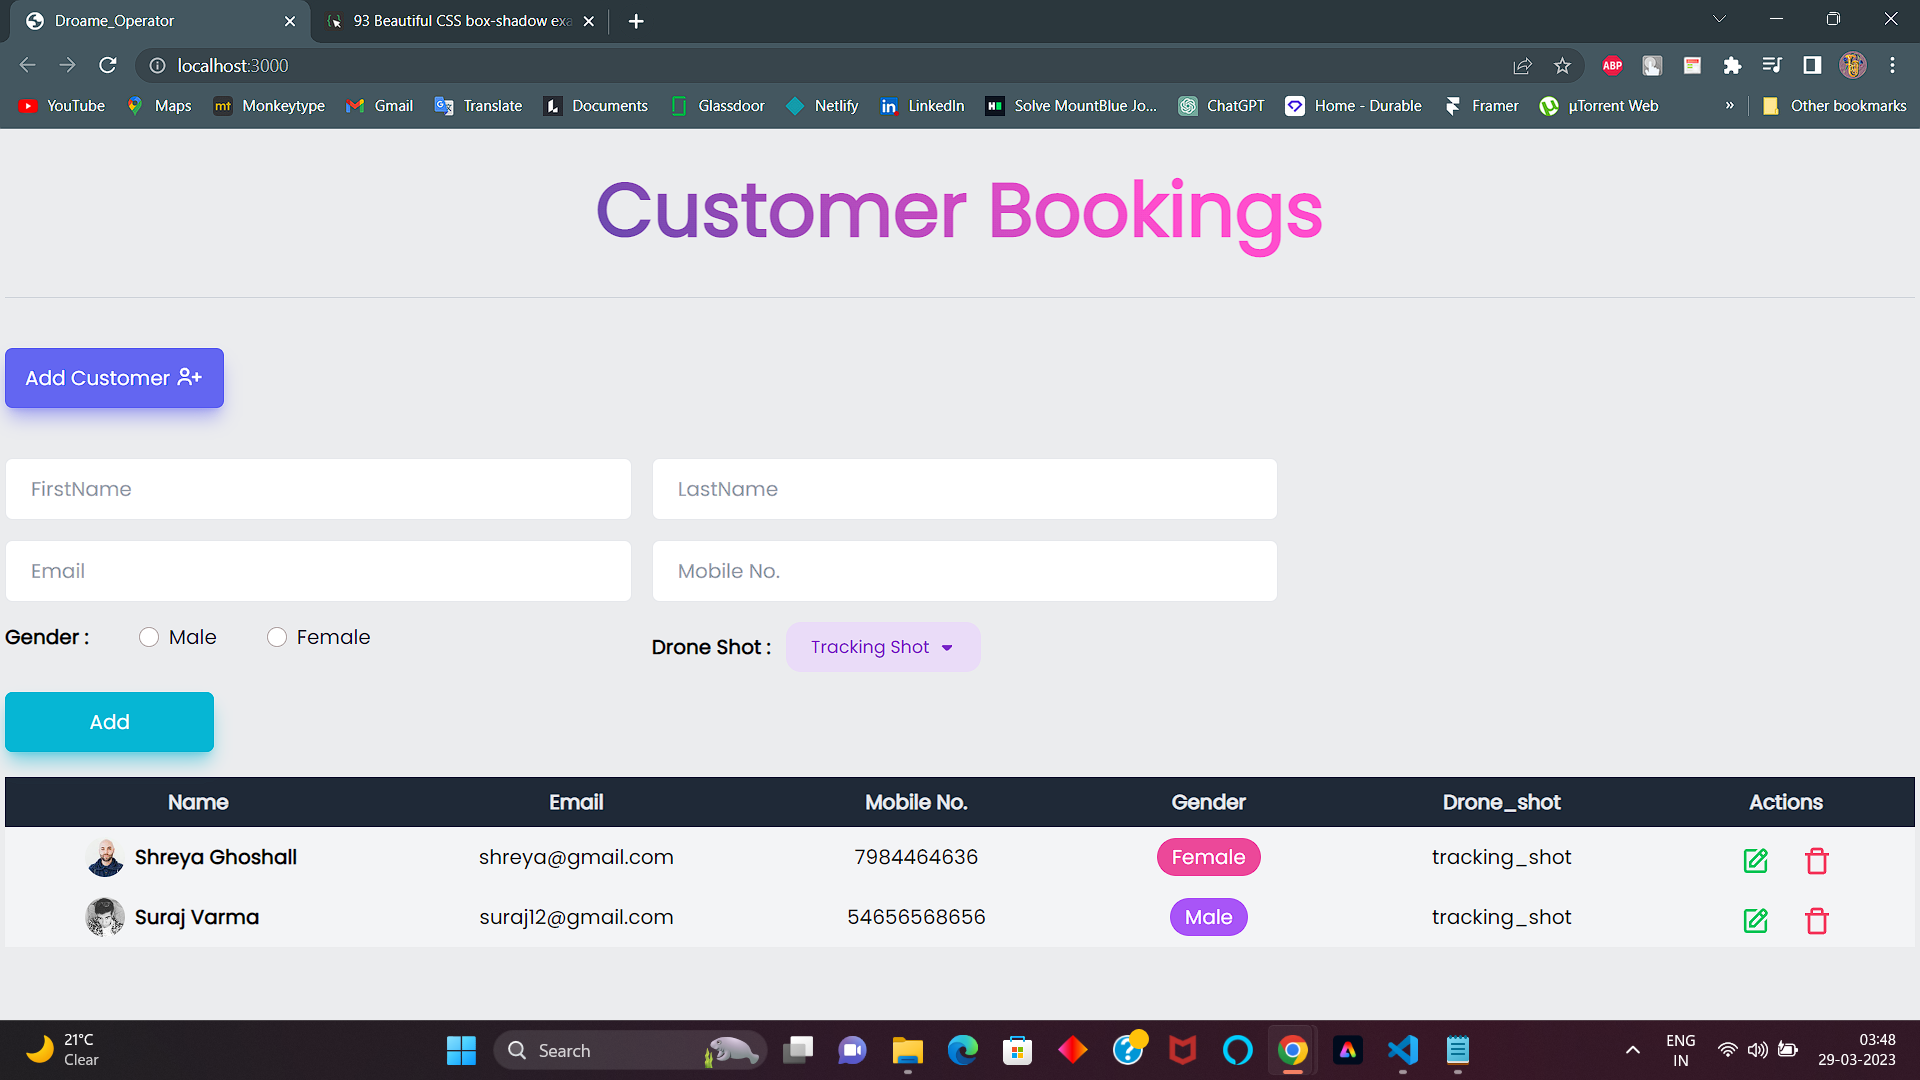 Droame_Operator
93 Beautiful CSS box-shadow exa
localhost:3000
ABP
YouTube Maps mt Monkeytype Gmail Translate Documents Glassdoor Netlify in LinkedIn Solve MountBlue Jo... ChatGPT Home - Durable Framer µTorrent Web » Other bookmarks
Customer Bookings
Add Customer
FirstName LastName
Email Mobile No.
Gender : Male Female Drone Shot : Tracking Shot
Add
Name Email Mobile No. Gender Drone_shot Actions
Shreya Ghoshall shreya@gmail.com 7984464636 Female tracking_shot
Suraj Varma suraj12@gmail.com 54656568656 Male tracking_shot
21°C
Clear
Search
ENG
IN
03:48
29-03-2023